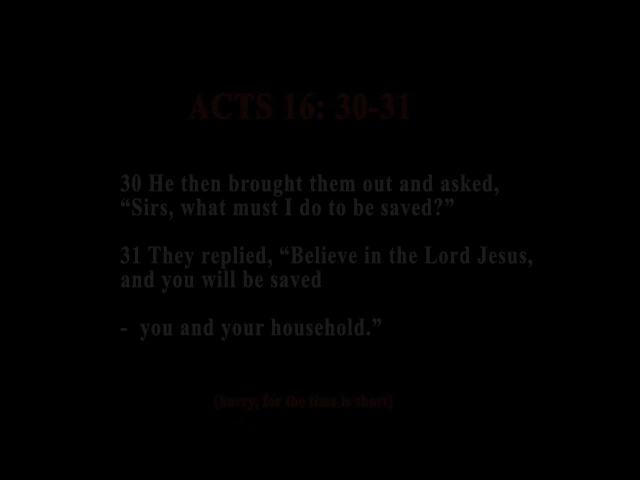 ACTS 16: 30-31
30 He then brought them out and asked,
“Sirs, what must I do to be saved?”
31 They replied, “Believe in the Lord Jesus,
and you will be saved
- you and your household.”
(hurry, for the time is short)